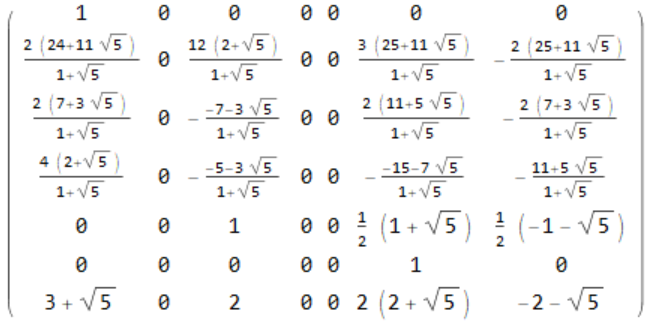 1 0 0 0 0 0 0
2 (24+11 √5)/1+√5 0 12 (2+√5)/1+√5 0 0 3 (25+11 √5)/1+√5 - 2 (25+11 √5)/1+√5
2 (7+3 √5)/1+√5 0 - -7-3 √5/1+√5 0 0 2 (11+5 √5)/1+√5 - 2 (7+3 √5)/1+√5
4 (2+√5)/1+√5 0 - -5-3 √5/1+√5 0 0 - -15-7 √5/1+√5 - 11+5 √5/1+√5
0 0 1 0 0 1/2 (1 + √5) 1/2 (-1 - √5)
0 0 0 0 0 1 0
3 + √5 0 2 0 0 2 (2 + √5) -2 - √5